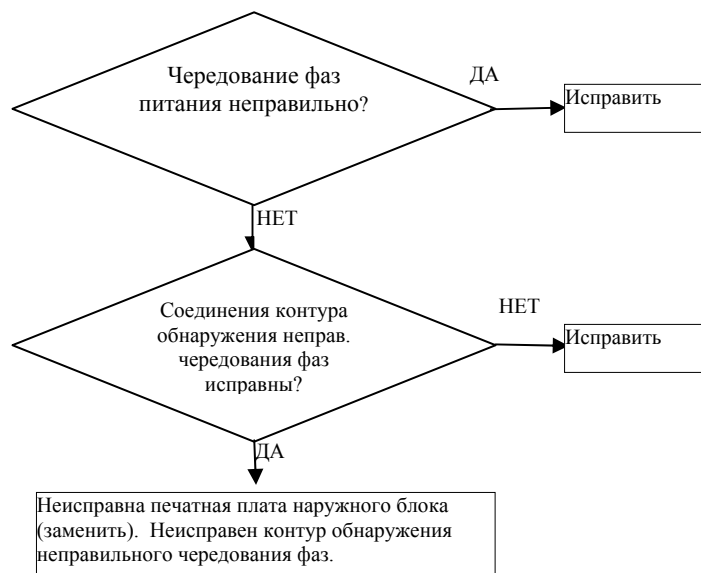 Чередование фаз
питания неправильно?
ДА
Исправить
НЕТ
Соединения контура
обнаружения неправ.
чередования фаз
исправны?
НЕТ
Исправить
ДА
Неисправна печатная плата наружного блока
(заменить). Неисправен контур обнаружения
неправильного чередования фаз.